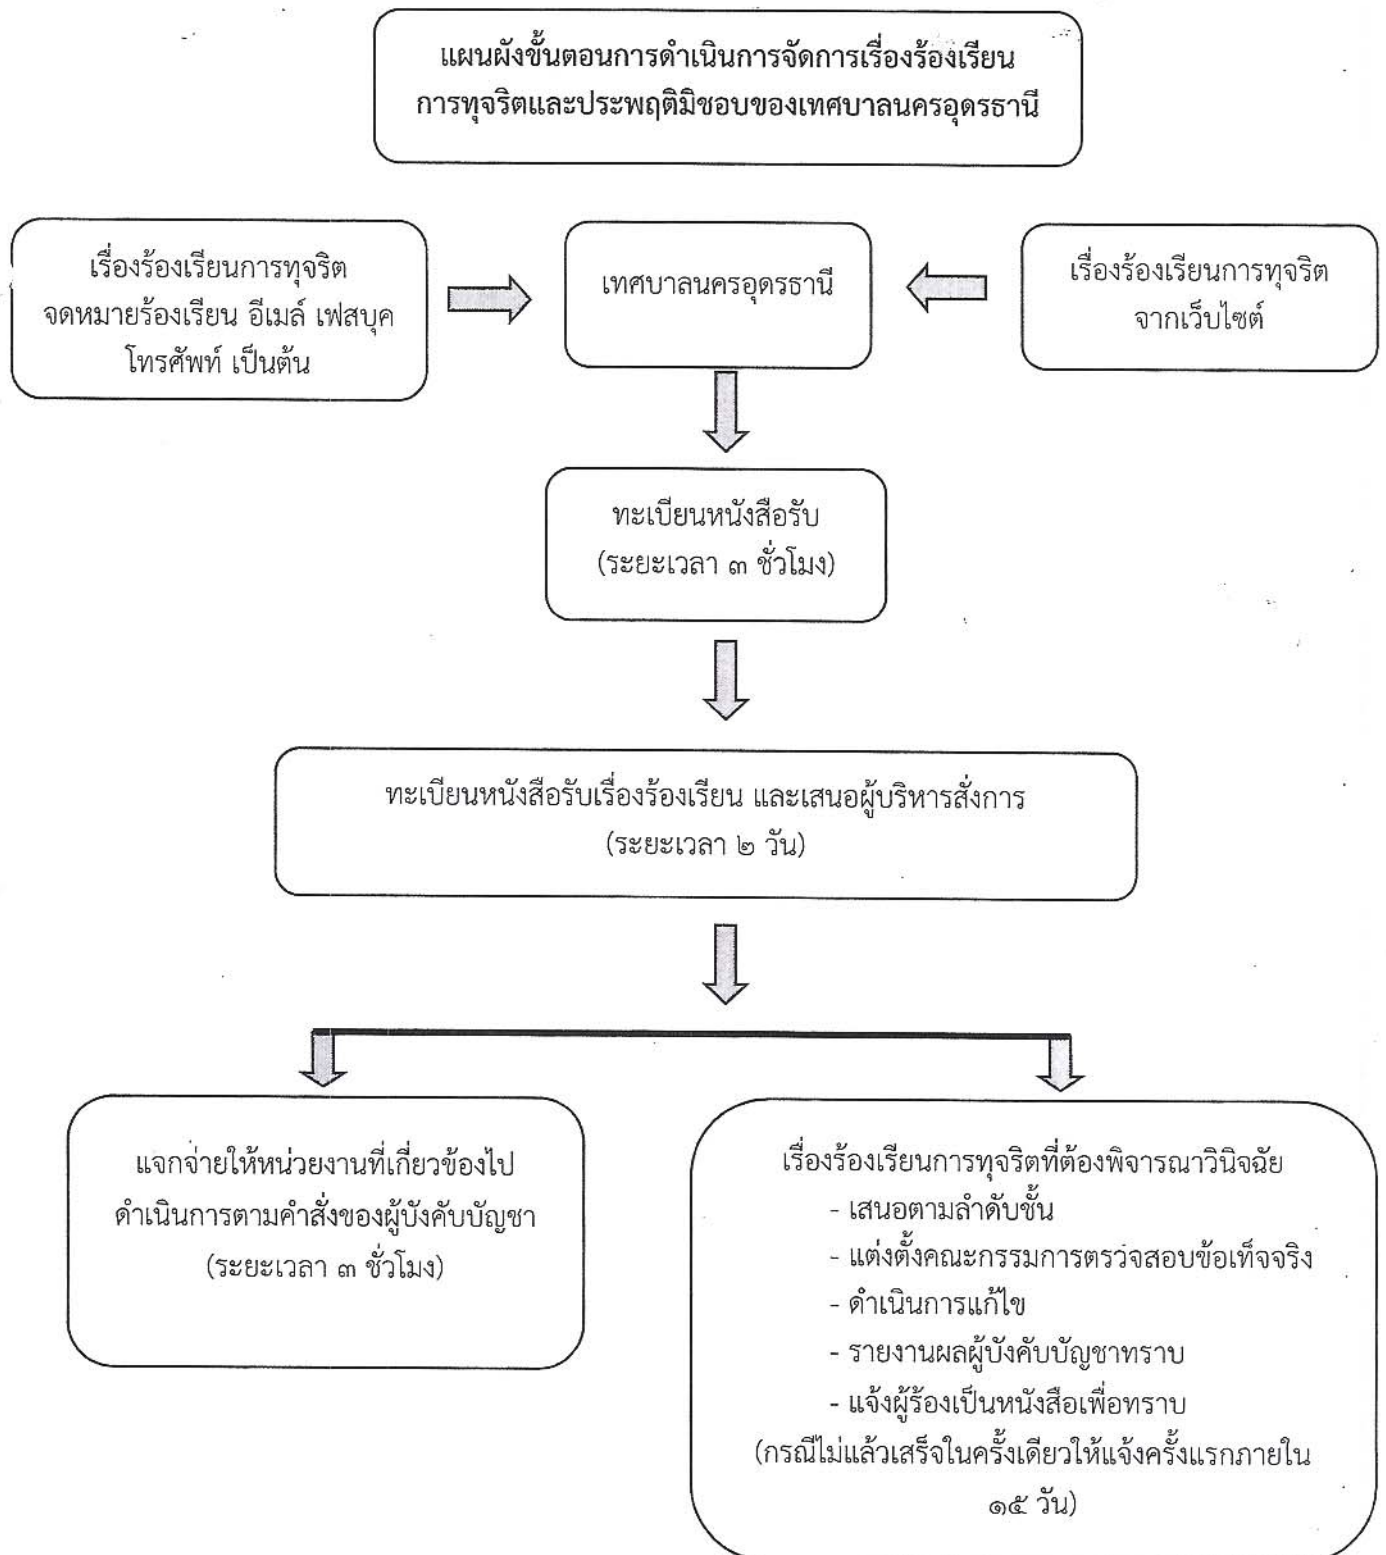 แผนผังขั้นตอนการดำเนินการจัดการเรื่องร้องเรียน
การทุจริตและประพฤติมิชอบของเทศบาลนครอุดรธานี
เรื่องร้องเรียนการทุจริต
จดหมายร้องเรียน อีเมล์ เฟสบุค
โทรศัพท์ เป็นต้น
เทศบาลนครอุดรธานี
เรื่องร้องเรียนการทุจริต
จากเว็บไซต์
ทะเบียนหนังสือรับ
(ระยะเวลา ๓ ชั่วโมง)
ทะเบียนหนังสือรับเรื่องร้องเรียน และเสนอผู้บริหารสั่งการ
(ระยะเวลา ๒ วัน)
แจกจ่ายให้หน่วยงานที่เกี่ยวข้องไป
ดำเนินการตามคำสั่งของผู้บังคับบัญชา
(ระยะเวลา ๓ ชั่วโมง)
เรื่องร้องเรียนการทุจริตที่ต้องพิจารณาวินิจฉัย
- เสนอตามลำดับชั้น
- แต่งตั้งคณะกรรมการตรวจสอบข้อเท็จจริง
- ดำเนินการแก้ไข
- รายงานผลผู้บังคับบัญชาทราบ
- แจ้งผู้ร้องเป็นหนังสือเพื่อทราบ
(กรณีไม่แล้วเสร็จในครั้งเดียวให้แจ้งครั้งแรกภายใน
๑๕ วัน)